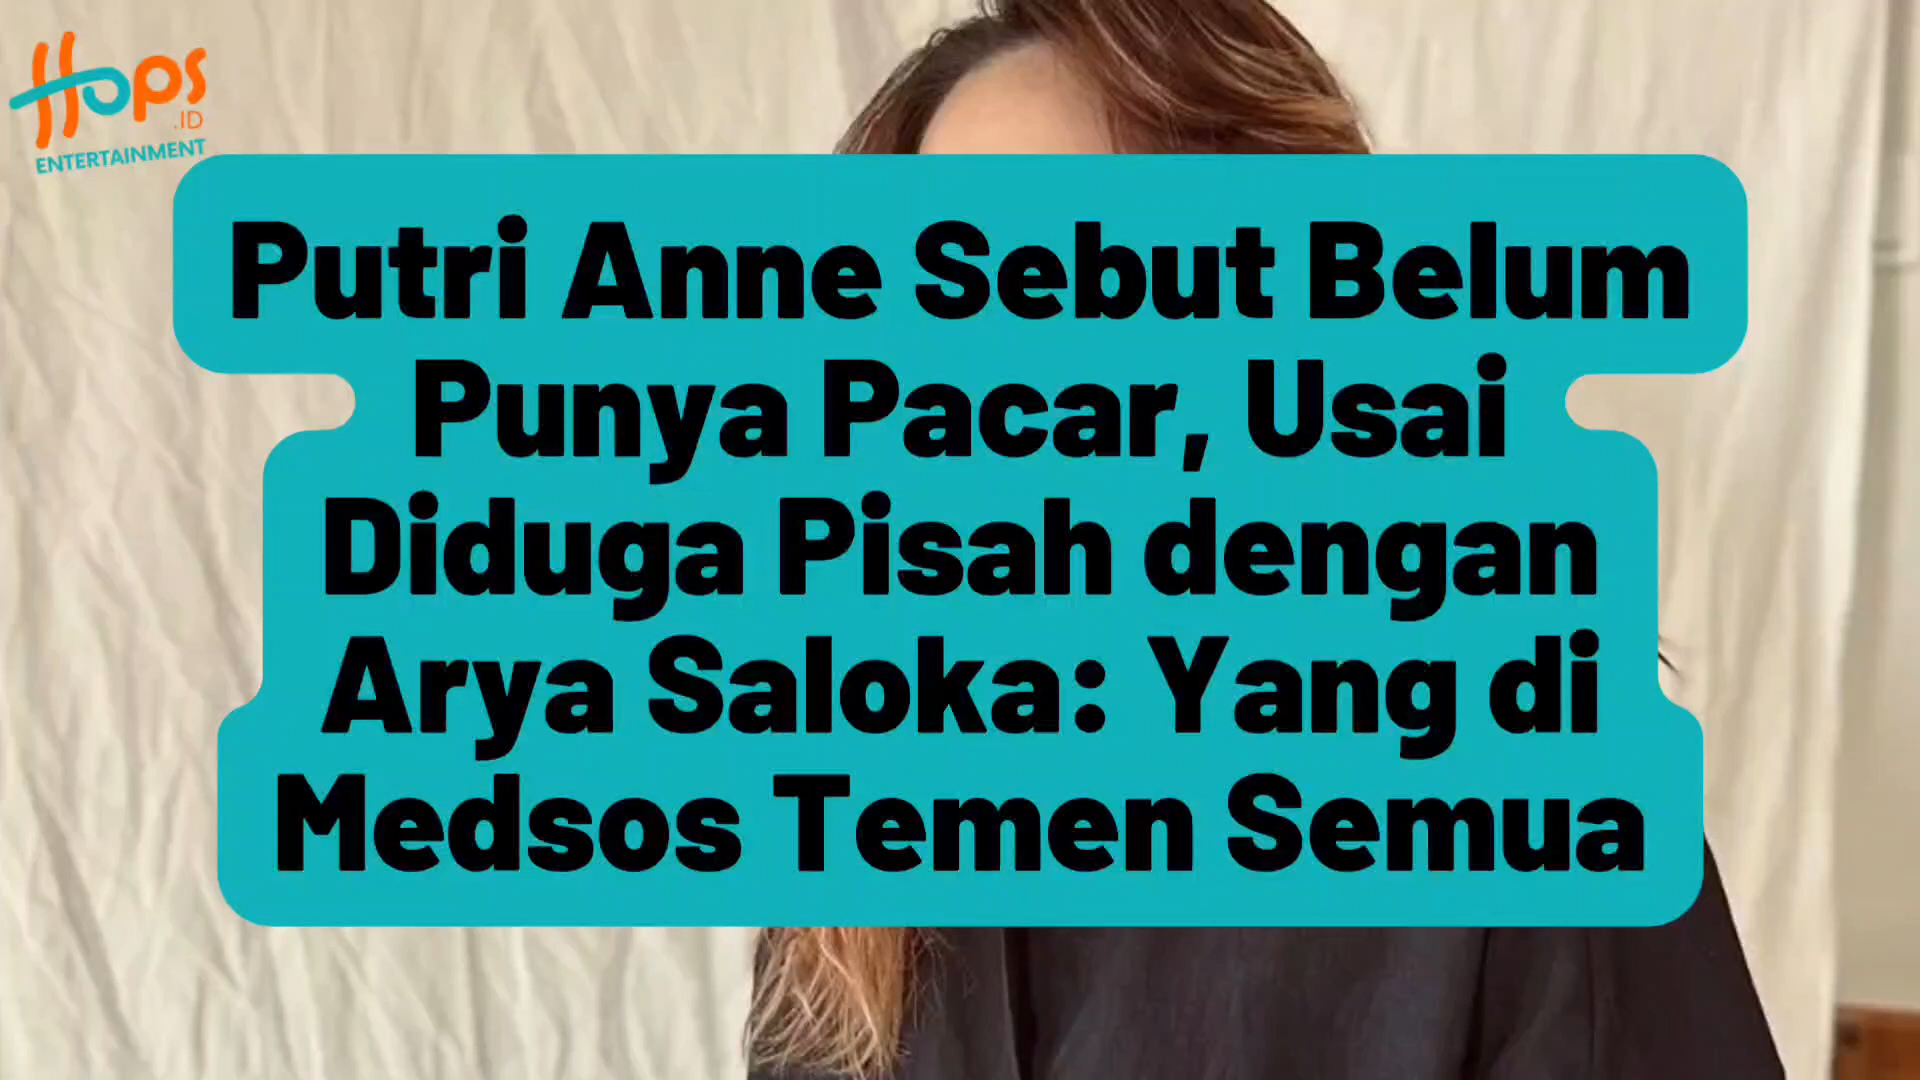 Hops
.ID
ENTERTAINMENT
Putri Anne Sebut Belum
Punya Pacar, Usai
Diduga Pisah dengan
Arya Saloka: Yang di
Medsos Temen Semua